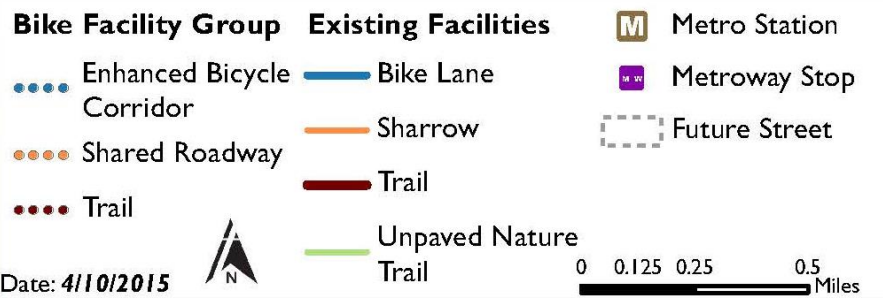 Bike Facility Group
Enhanced Bicycle
Corridor
Shared Roadway
Trail
Existing Facilities
Bike Lane
Sharrow
Trail
Unpaved Nature
Trail
M Metro Station
M W Metroway Stop
Future Street
N
Date: 4/10/2015
0 0.125 0.25 0.5
Miles